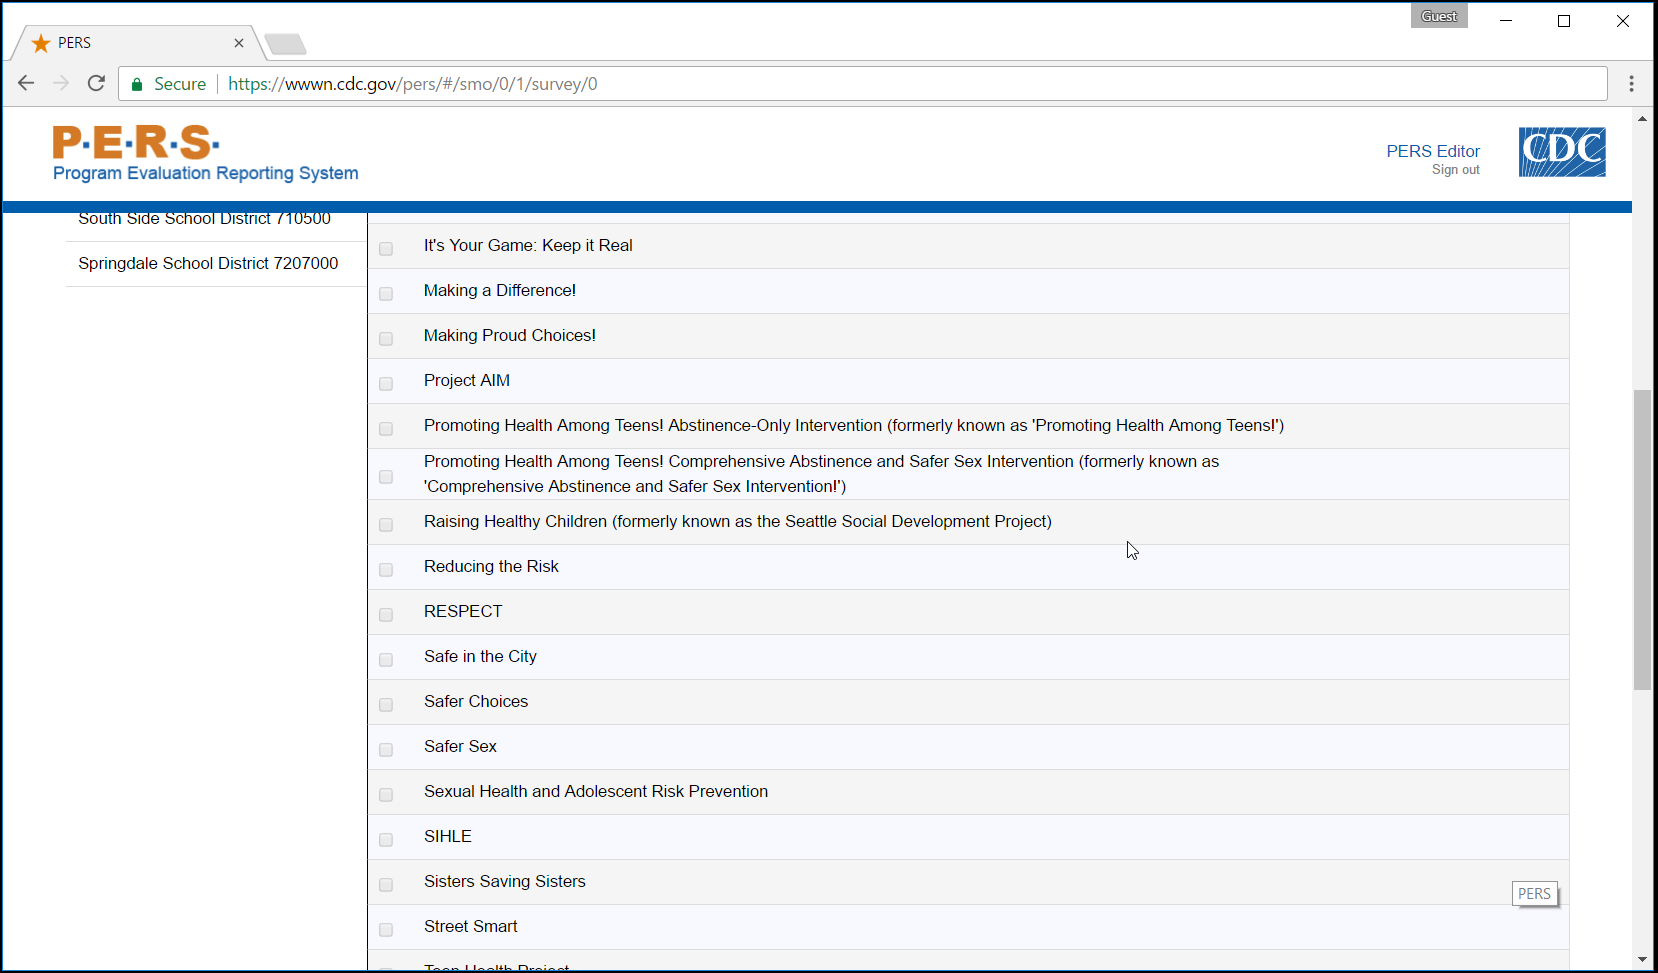 Guest
PERS
Secure
https://wwwn.cdc.gov/pers/#/smo/0/1/survey/0
P·E·R·S·
Program Evaluation Reporting System
PERS Editor
Sign out
CDC
South Side School District 710500
Springdale School District 7207000
It's Your Game: Keep it Real
Making a Difference!
Making Proud Choices!
Project AIM
Promoting Health Among Teens! Abstinence-Only Intervention (formerly known as 'Promoting Health Among Teens!')
Promoting Health Among Teens! Comprehensive Abstinence and Safer Sex Intervention (formerly known as
'Comprehensive Abstinence and Safer Sex Intervention!')
Raising Healthy Children (formerly known as the Seattle Social Development Project)
Reducing the Risk
RESPECT
Safe in the City
Safer Choices
Safer Sex
Sexual Health and Adolescent Risk Prevention
SIHLE
Sisters Saving Sisters
PERS
Street Smart
Teen Health Project